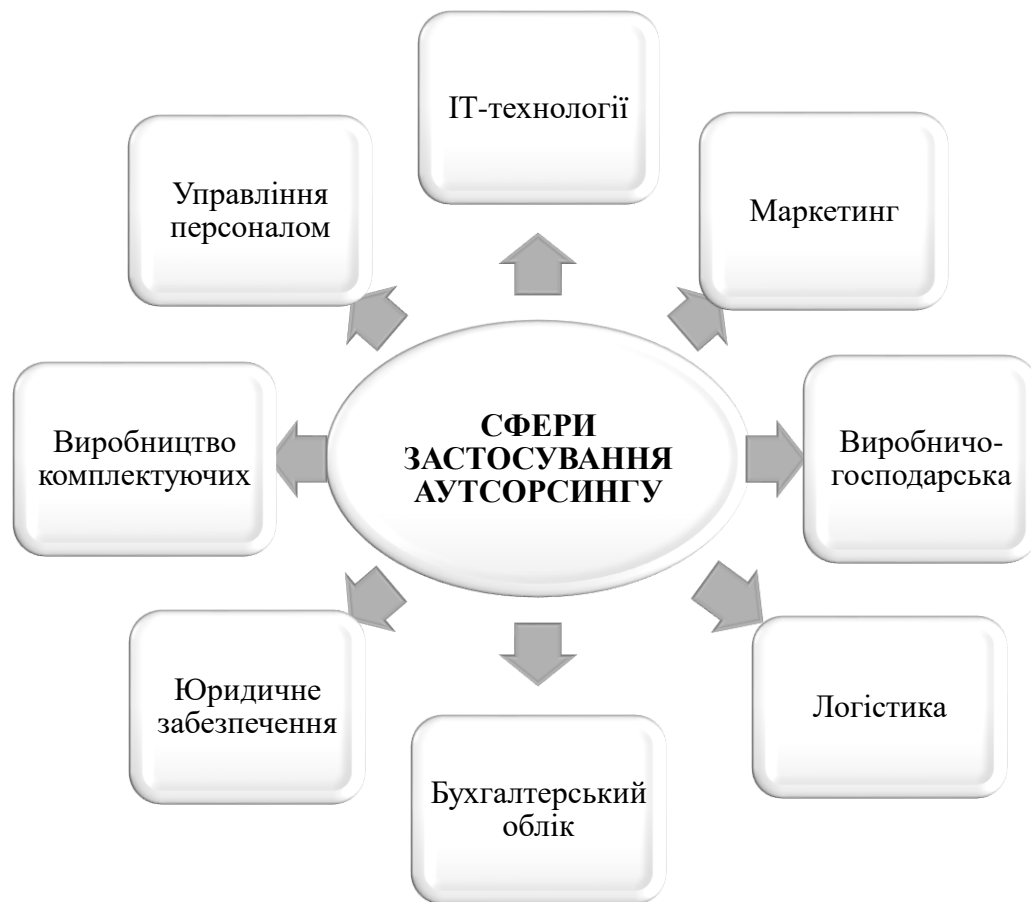 ІТ-технології
Управління
персоналом
Маркетинг
Виробництво
комплектуючих
СФЕРИ
ЗАСТОСУВАННЯ
АУТСОРСИНГУ
Виробничо-
господарська
Юридичне
забезпечення
Логістика
Бухгалтерський
облік